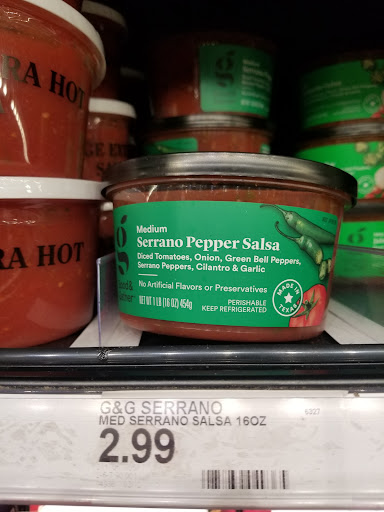 RA HOT
RA HOT
Medium
Serrano Pepper Salsa
Diced Tomatoes, Onion, Green Bell Peppers,
Serrano Peppers, Cilantro & Garlic
No Artificial Flavors or Preservatives
NET WT 1 LB (16 OZ) 454g
PERISHABLE
KEEP REFRIGERATED
MADE IN
TEXAS
G&G SERRANO
MED SERRANO SALSA 16OZ
2.99